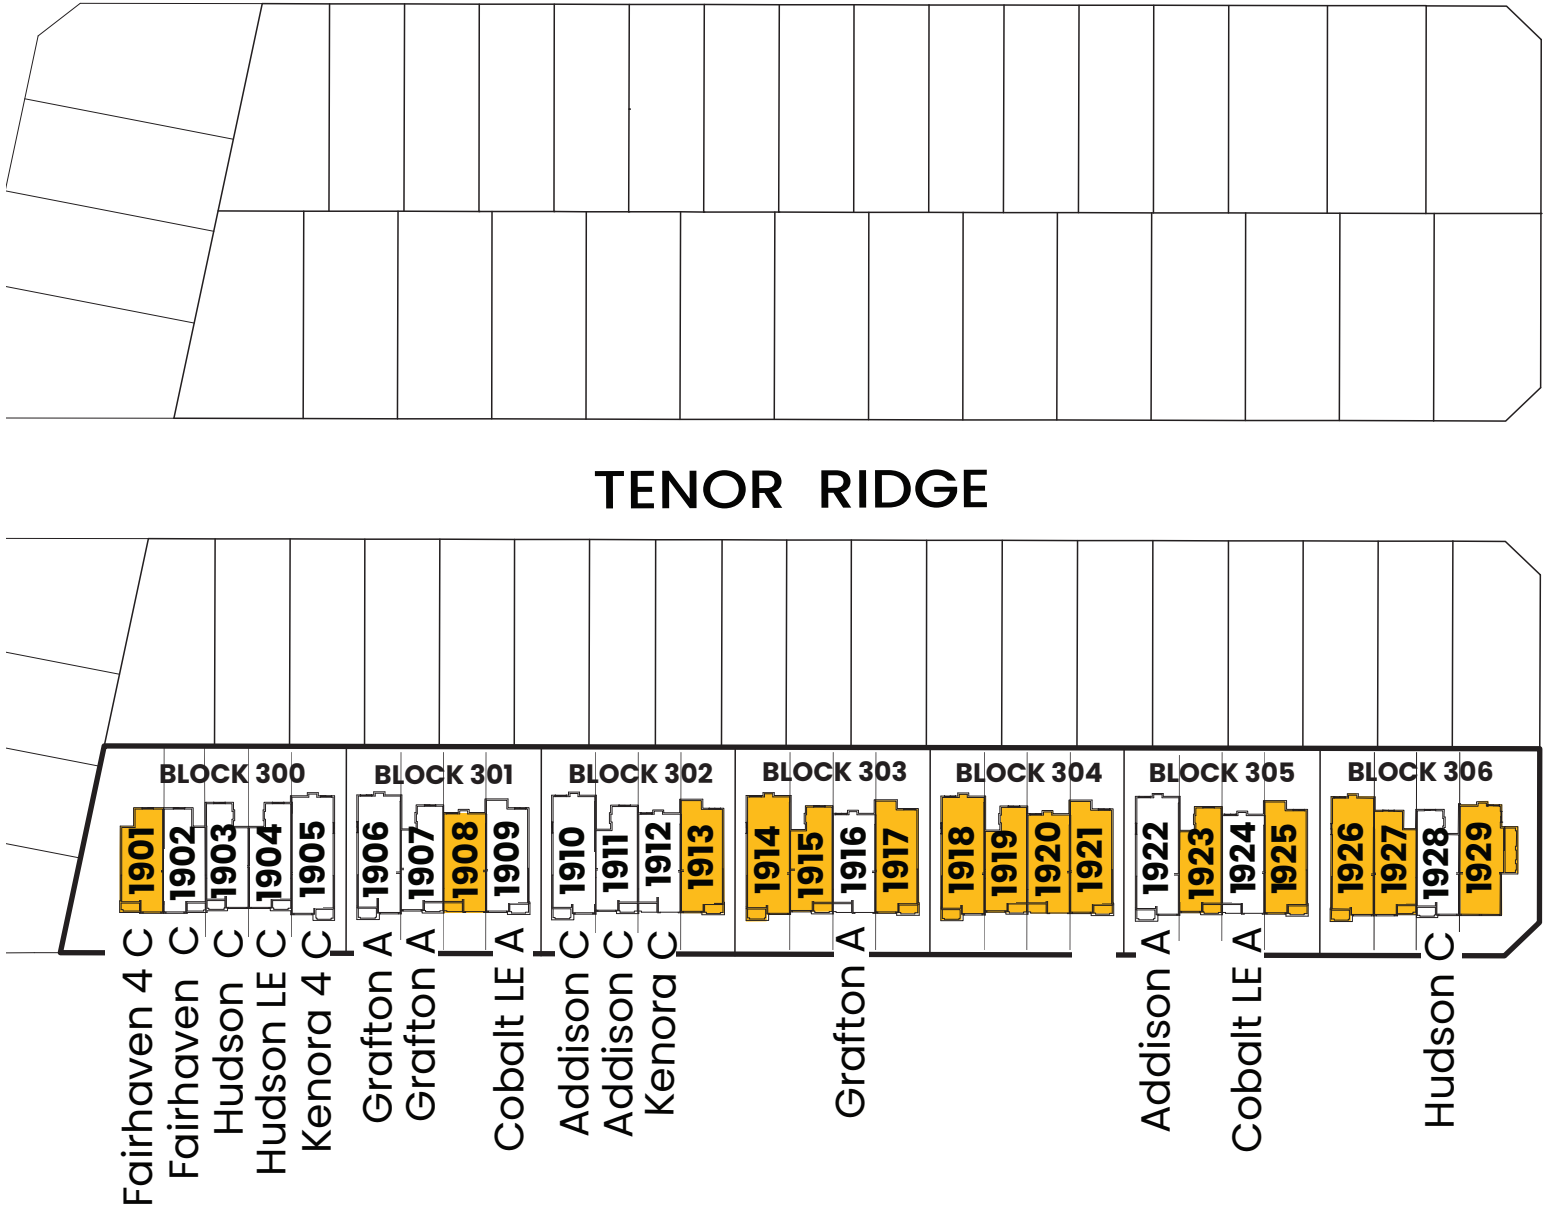 TENOR RIDGE
BLOCK 300
BLOCK 301
BLOCK 302
BLOCK 303
BLOCK 304
BLOCK 305
BLOCK 306
1901
1902
1903
1904
1905
1906
1907
1908
1909
1910
1911
1912
1913
1914
1915
1916
1917
1918
1919
1920
1921
1922
1923
1924
1925
1926
1927
1928
1929
Fairhaven 4 C
Fairhaven C
Hudson C
Hudson LE C
Kenora 4 C
Grafton A
Grafton A
Cobalt LE A
Addison C
Addison C
Kenora C
Grafton A
Addison A
Cobalt LE A
Hudson C